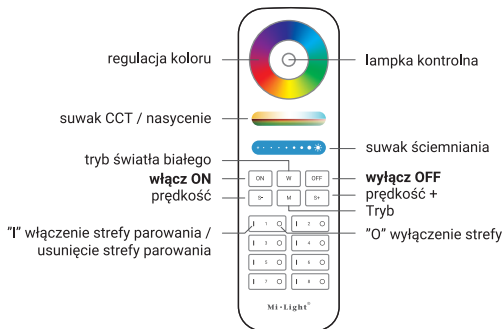 regulacja koloru
lampka kontrolna
suwak CCT / nasycenie
suwak ściemniania
tryb światła białego
włącz ON
prędkość
wyłącz OFF
prędkość +
Tryb
ON W OFF
S- M S+
"I" włączenie strefy parowania /
usunięcie strefy parowania
"O" wyłączenie strefy
I 1 O I 2 O
I 3 O I 4 O
I 5 O I 6 O
I 7 O I 8 O
Mi·Light®